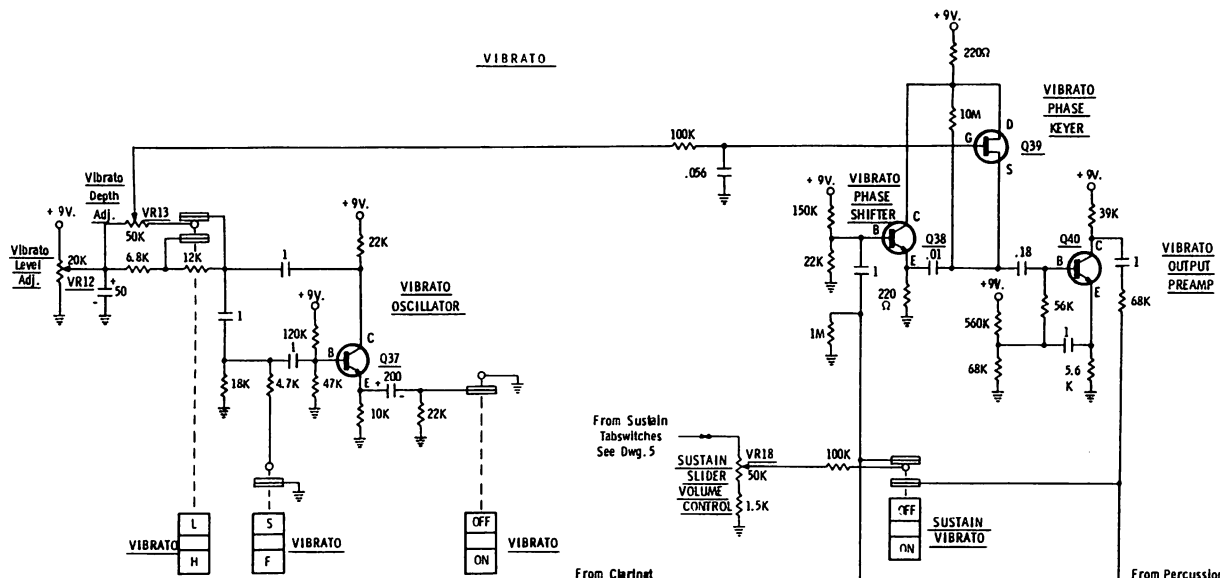 VIBRATO
+ 9V.
220Ω
10M
D
G
S
Q39
VIBRATO
PHASE
KEYER
100K
.056
+ 9V.
150K
VIBRATO
PHASE
SHIFTER
B
C
E
Q38
.01
22K
1
220
Ω
1M
.18
+ 9V.
39K
Q40
C
B
E
1
68K
VIBRATO
OUTPUT
PREAMP
+9V.
560K
56K
1
68K
5.6
K
Vibrato
Depth
Adj.
VR13
50K
+ 9V.
Vibrato
Level
Adj.
20K
VR12
+
50
-
6.8K
12K
1
+ 9V.
22K
VIBRATO
OSCILLATOR
1
+ 9V.
120K
1
B
C
Q37
E
+
200
-
18K
4.7K
47K
10K
22K
L
H
VIBRATO
S
F
VIBRATO
OFF
ON
VIBRATO
From Sustain
Tabswitches
See Dwg. 5
SUSTAIN
SLIDER
VOLUME
CONTROL
VR18
50K
1.5K
100K
OFF
ON
SUSTAIN
VIBRATO
From Clarinet
From Percussion